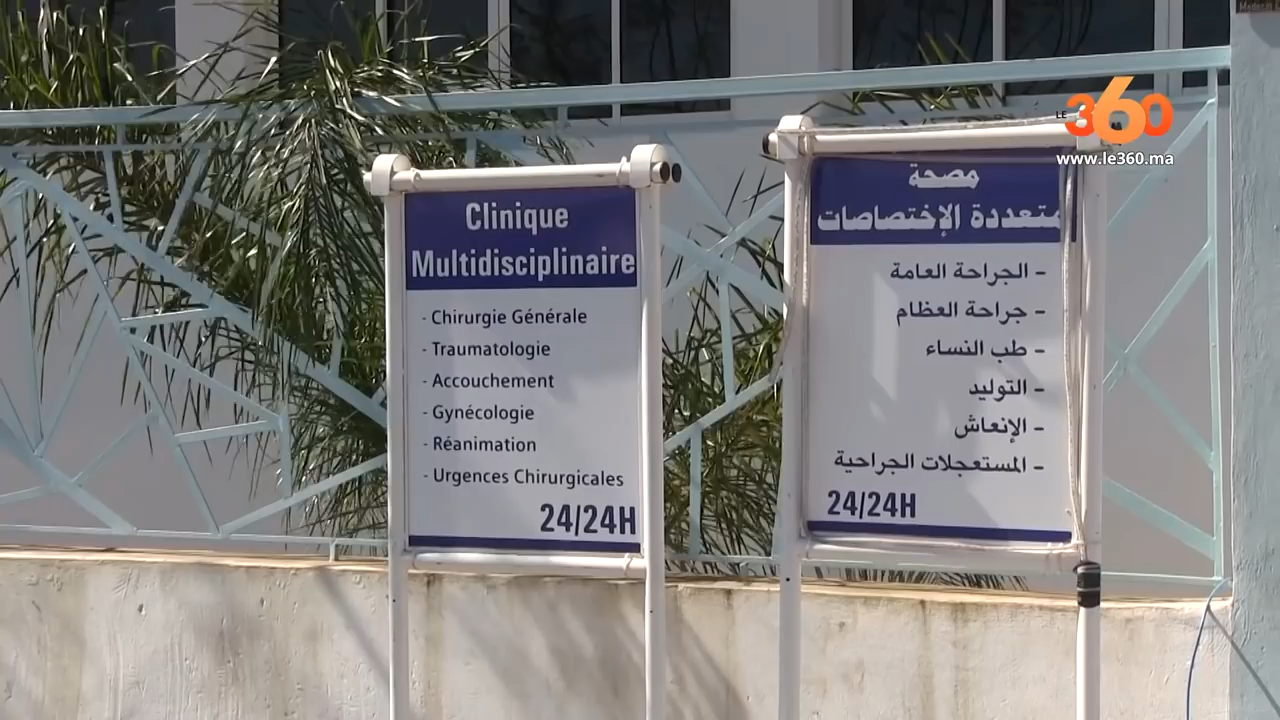 Clinique
Multidisciplinaire
- Chirurgie Générale
- Traumatologie
- Accouchement
- Gynécologie
- Réanimation
- Urgences Chirurgicales
24/24H
مصحة
متعددة الإختصاصات
- الجراحة العامة
- جراحة العظام
- طب النساء
- التوليد
- الإنعاش
- المستعجلات الجراحية
24/24H
LE 360
www.le360.ma